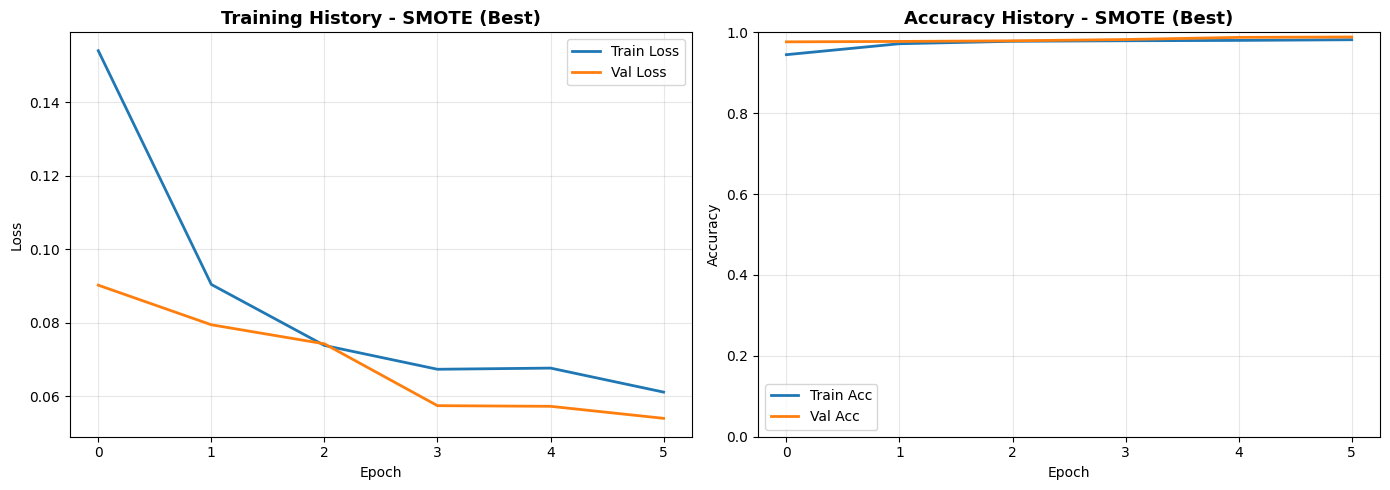 Training History - SMOTE (Best)
Train Loss
Val Loss
0.14
0.12
0.10
0.08
0.06
Loss
0 1 2 3 4 5
Epoch
Accuracy History - SMOTE (Best)
1.0
0.8
0.6
0.4
0.2
0.0
Accuracy
Train Acc
Val Acc
0 1 2 3 4 5
Epoch